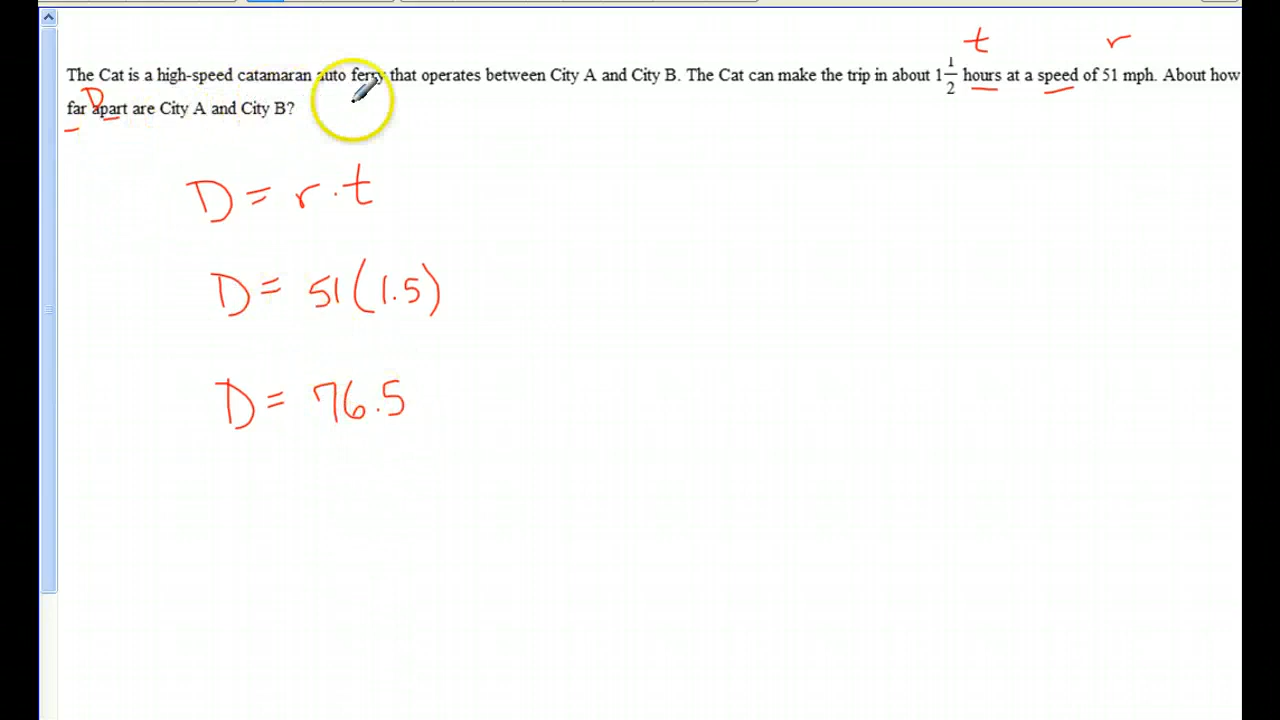 t r
The Cat is a high-speed catamaran auto ferry that operates between City A and City B. The Cat can make the trip in about 1 1/2 hours at a speed of 51 mph. About how
D
far apart are City A and City B?
D = r · t
D = 51(1.5)
D = 76.5